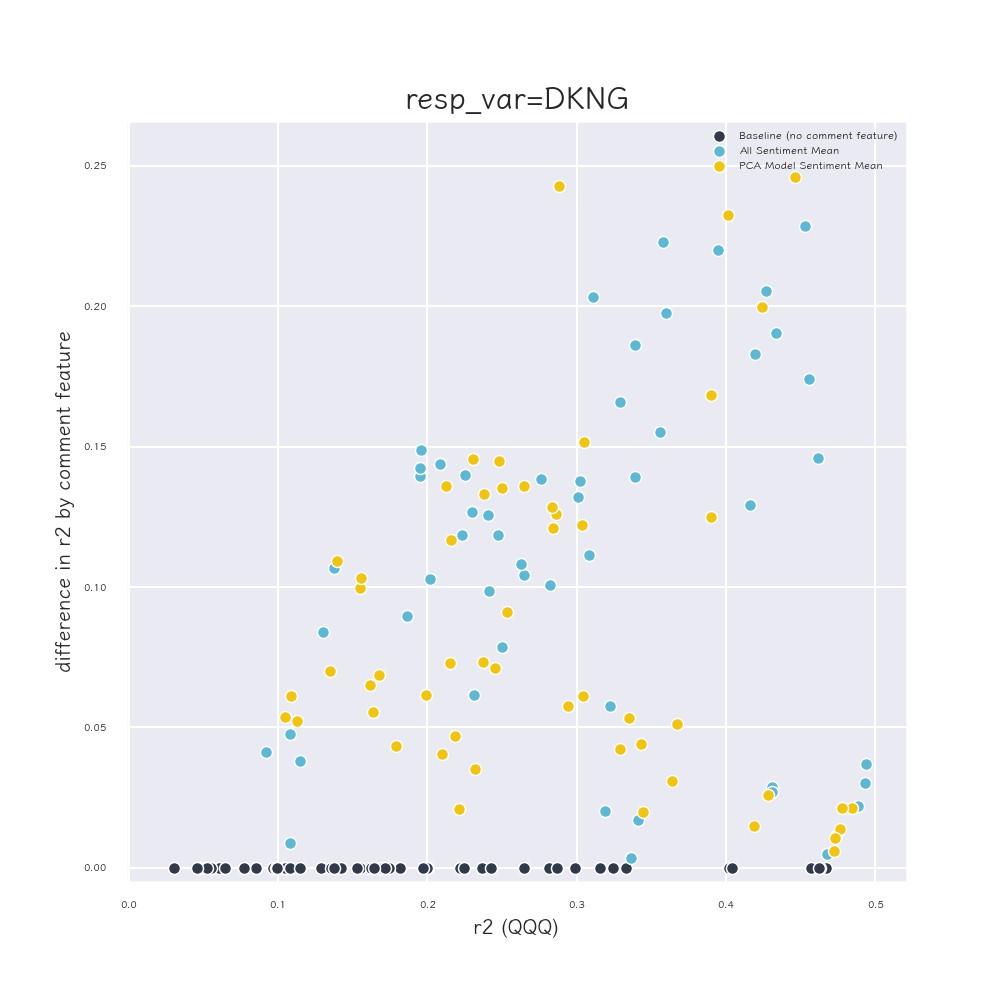 resp_var=DKNG
Baseline (no comment feature)
All Sentiment Mean
PCA Model Sentiment Mean
0.25
0.20
0.15
0.10
0.05
0.00
difference in r2 by comment feature
0.0 0.1 0.2 0.3 0.4 0.5
r2 (QQQ)